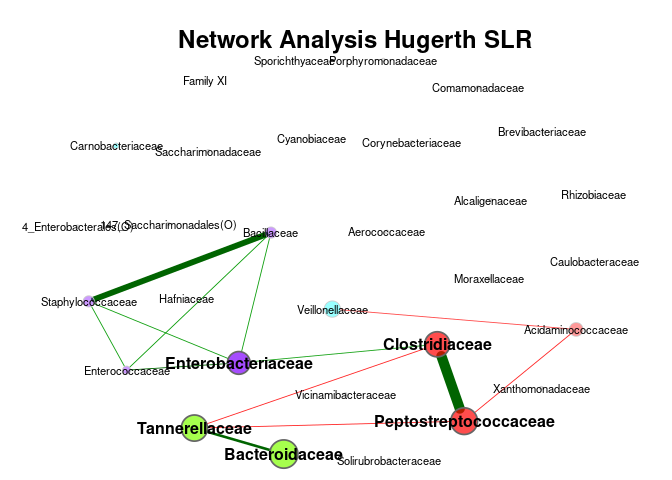 Network Analysis Hugerth SLR
Sporichthyaceae
Porphyromonadaceae
Family XI
Comamonadaceae
Brevibacteriaceae
Cyanobiaceae
Corynebacteriaceae
Carnobacteriaceae
Saccharimonadaceae
Rhizobiaceae
Alcaligenaceae
4_Enterobacterales(O)
147_Saccharimonadales(O)
Bacillaceae
Aerococcaceae
Caulobacteraceae
Moraxellaceae
Staphylococcaceae
Hafniaceae
Veillonellaceae
Acidaminococcaceae
Clostridiaceae
Enterobacteriaceae
Enterococcaceae
Xanthomonadaceae
Vicinamibacteraceae
Peptostreptococcaceae
Tannerellaceae
Bacteroidaceae
Solirubrobacteraceae